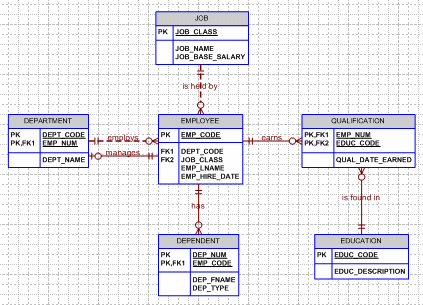 JOB
PK JOB_CLASS
JOB_NAME
JOB_BASE_SALARY
is held by
DEPARTMENT
PK DEPT_CODE
PK,FK1 EMP_NUM
DEPT_NAME
employs
manages
EMPLOYEE
PK EMP_CODE
FK1 DEPT_CODE
FK2 JOB_CLASS
EMP_LNAME
EMP_HIRE_DATE
earns
QUALIFICATION
PK,FK1 EMP_NUM
PK,FK2 EDUC_CODE
QUAL_DATE_EARNED
has
is found in
DEPENDENT
PK DEP_NUM
PK,FK1 EMP_CODE
DEP_FNAME
DEP_TYPE
EDUCATION
PK EDUC_CODE
EDUC_DESCRIPTION